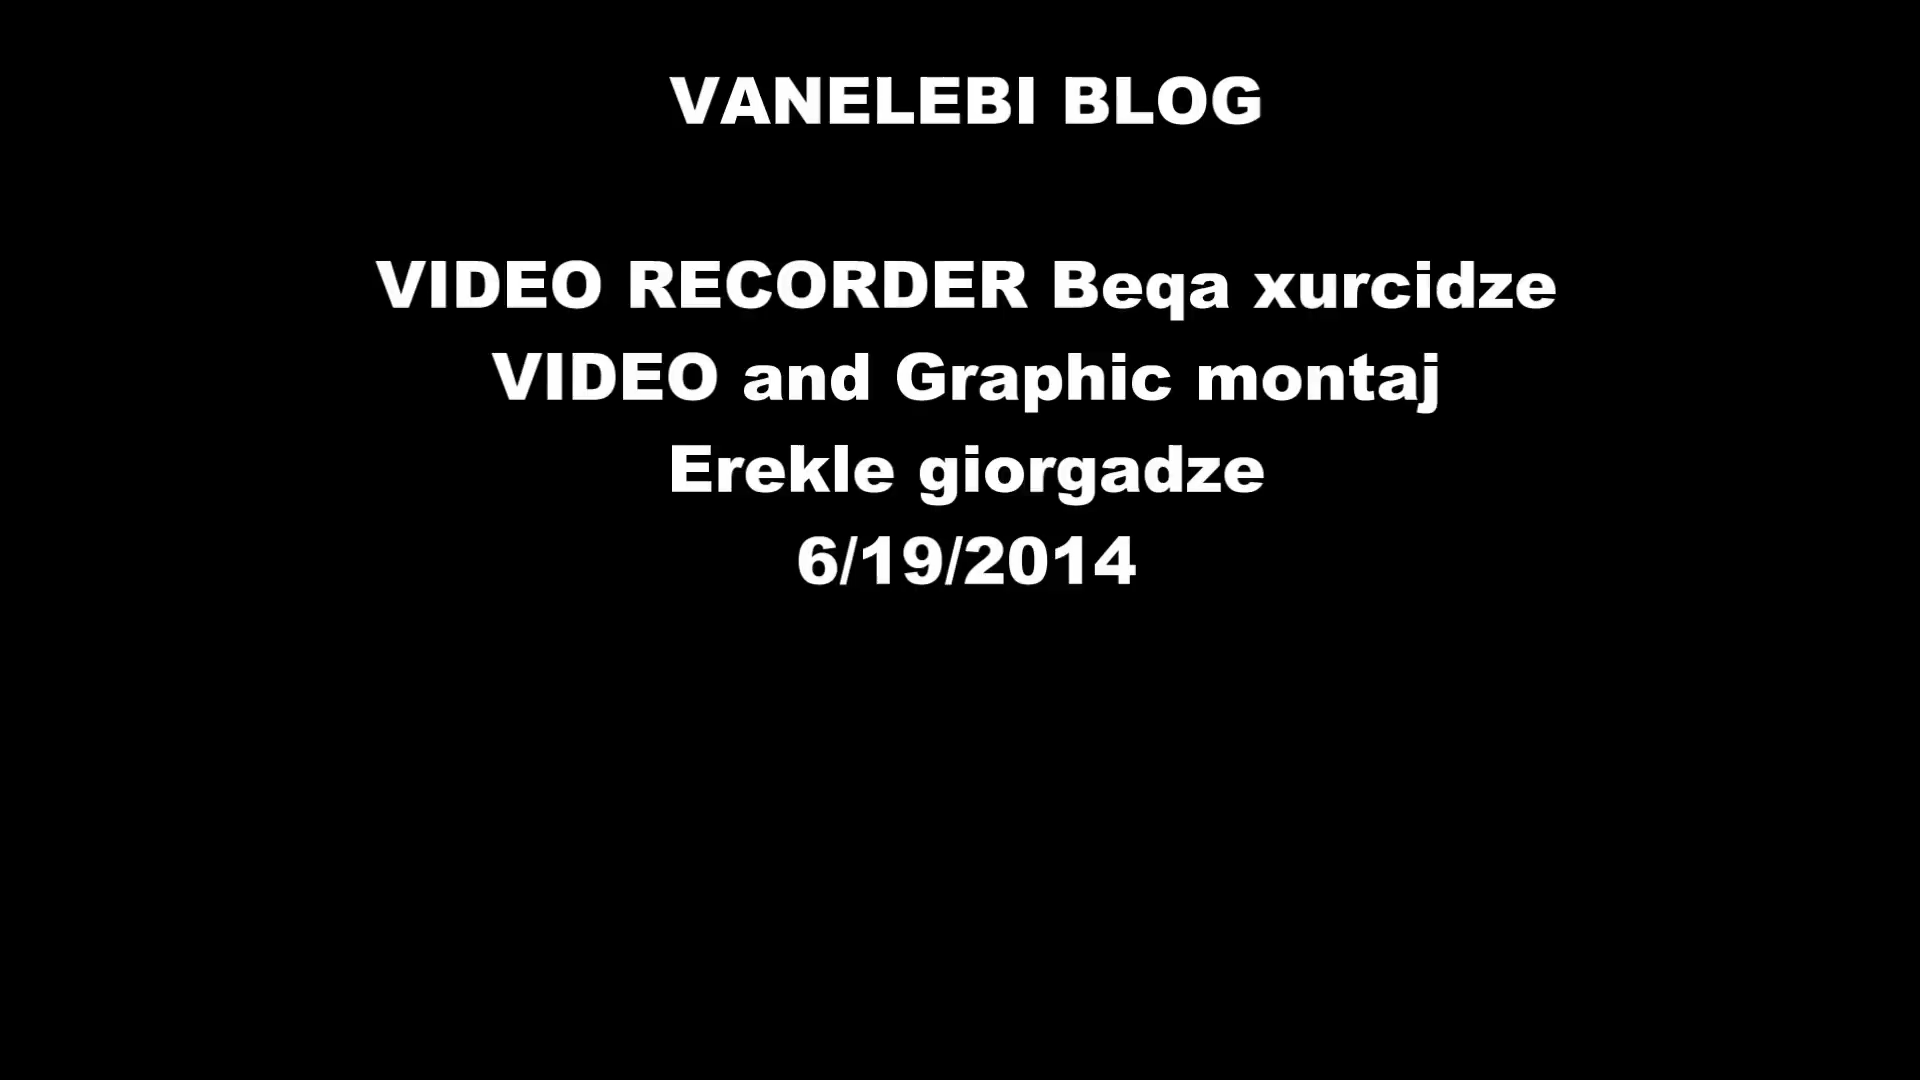 VANELEBI BLOG
VIDEO RECORDER Beqa xurcidze
VIDEO and Graphic montaj
Erekle giorgadze
6/19/2014